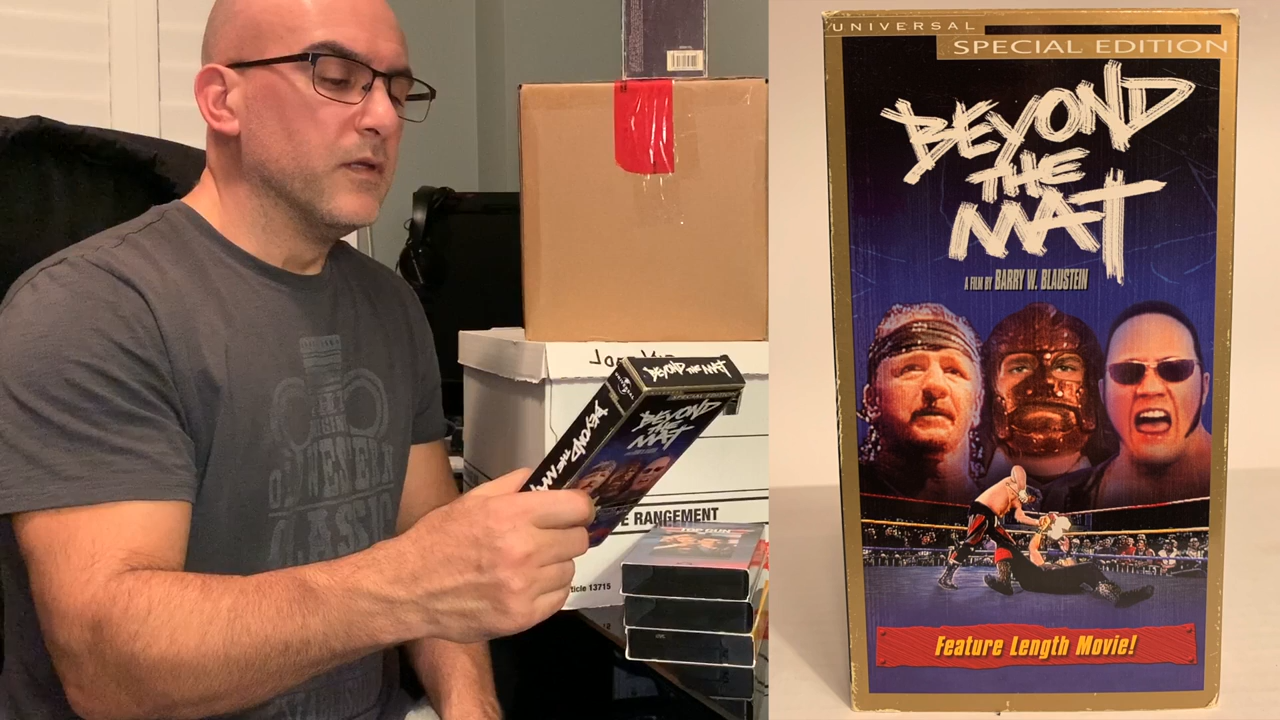 BEYOND THE MAT
SPECIAL EDITION
BEYOND
THE
MAT
BEYOND THE MAT
RANGEMENT
ticle 13715
TOP GUN
UNIVERSAL
SPECIAL EDITION
BEYOND
THE
MAT
A FILM BY BARRY W. BLAUSTEIN
Feature Length Movie!